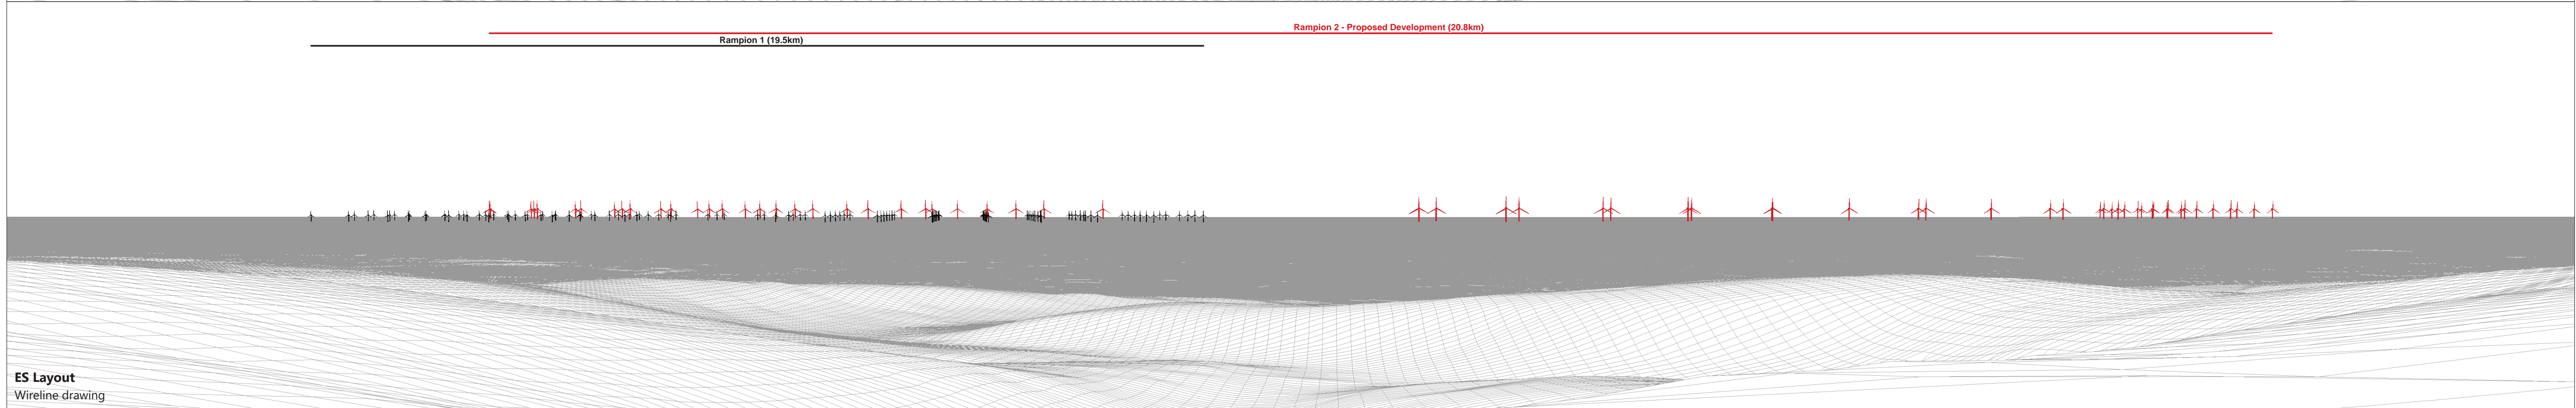 Rampion 2 - Proposed Development (20.8km)
Rampion 1 (19.5km)
ES Layout
Wireline drawing